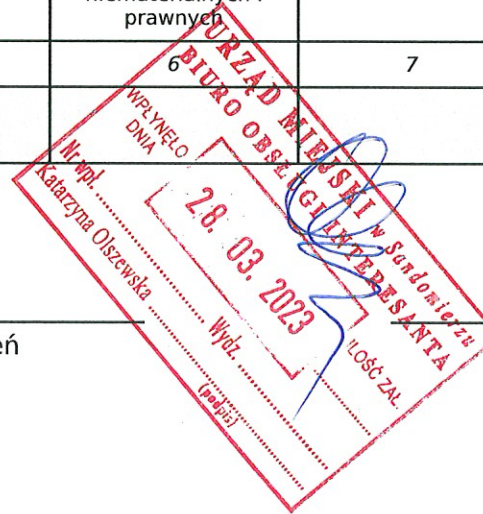 niematerialnych i
prawnych
6
7
URZĄD MIEJSKI w Sandomierzu
BIURO OBSŁUGI INTERESANTA
WPŁYNĘŁO
DNIA
28. 03. 2023
Nr wpł.
Wydz.
ILOŚĆ ZAŁ.
Katarzyna Olszewska
(podpis)